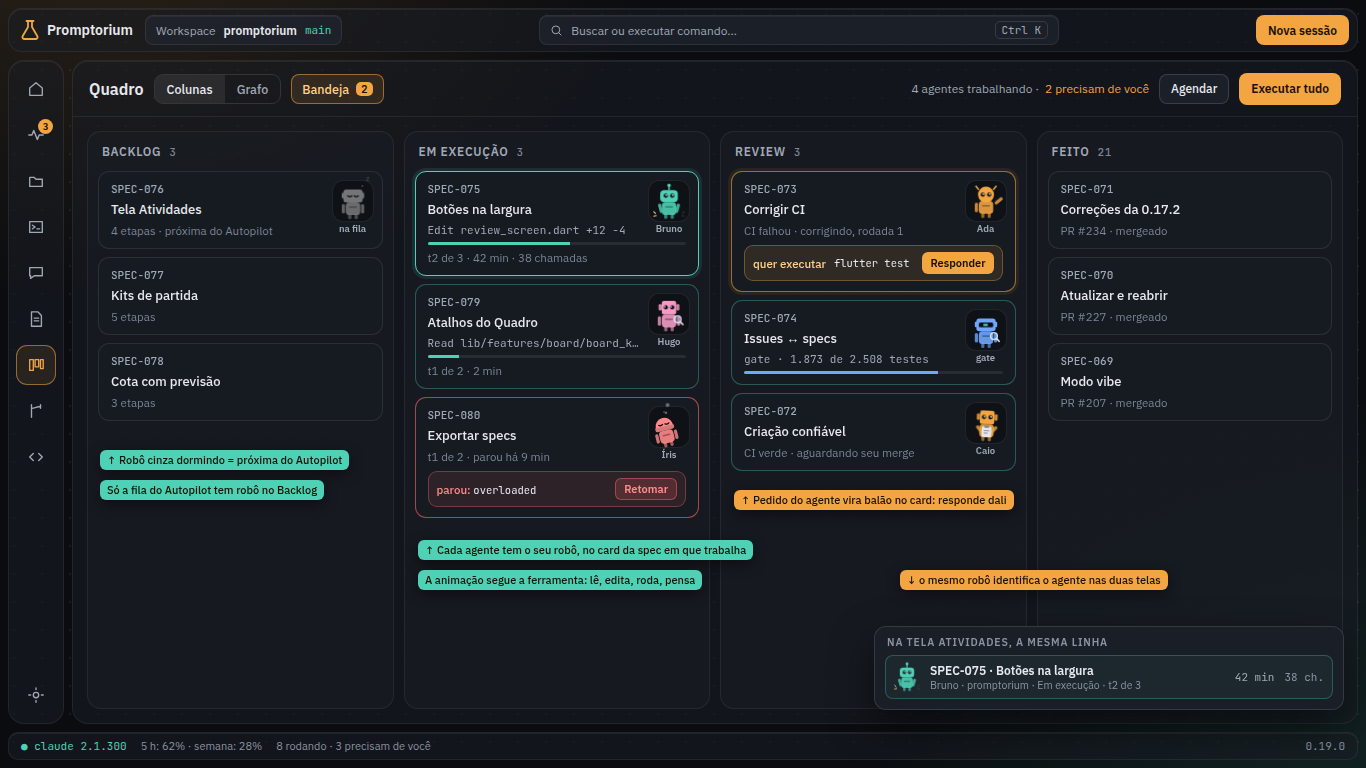 Promptorium
Workspace promptorium main
Buscar ou executar comando...
Ctrl K
Nova sessão
3
Quadro
Colunas
Grafo
Bandeja 2
4 agentes trabalhando · 2 precisam de você
Agendar
Executar tudo
BACKLOG 3
SPEC-076
Tela Atividades
4 etapas · próxima do Autopilot
na fila
SPEC-077
Kits de partida
5 etapas
SPEC-078
Cota com previsão
3 etapas
↑ Robô cinza dormindo = próxima do Autopilot
Só a fila do Autopilot tem robô no Backlog
EM EXECUÇÃO 3
SPEC-075
Botões na largura
Edit review_screen.dart +12 -4
Bruno
t2 de 3 · 42 min · 38 chamadas
SPEC-079
Atalhos do Quadro
Read lib/features/board/board_k…
Hugo
t1 de 2 · 2 min
SPEC-080
Exportar specs
t1 de 2 · parou há 9 min
Íris
parou: overloaded
Retomar
↑ Cada agente tem o seu robô, no card da spec em que trabalha
A animação segue a ferramenta: lê, edita, roda, pensa
REVIEW 3
SPEC-073
Corrigir CI
CI falhou · corrigindo, rodada 1
Ada
quer executar flutter test
Responder
SPEC-074
Issues ↔ specs
gate · 1.873 de 2.508 testes
gate
SPEC-072
Criação confiável
CI verde · aguardando seu merge
Caio
↑ Pedido do agente vira balão no card: responde dali
FEITO 21
SPEC-071
Correções da 0.17.2
PR #234 · mergeado
SPEC-070
Atualizar e reabrir
PR #227 · mergeado
SPEC-069
Modo vibe
PR #207 · mergeado
↓ o mesmo robô identifica o agente nas duas telas
NA TELA ATIVIDADES, A MESMA LINHA
SPEC-075 · Botões na largura
Bruno · promptorium · Em execução · t2 de 3
42 min 38 ch.
claude 2.1.300
5 h: 62% · semana: 28%
8 rodando · 3 precisam de você
0.19.0